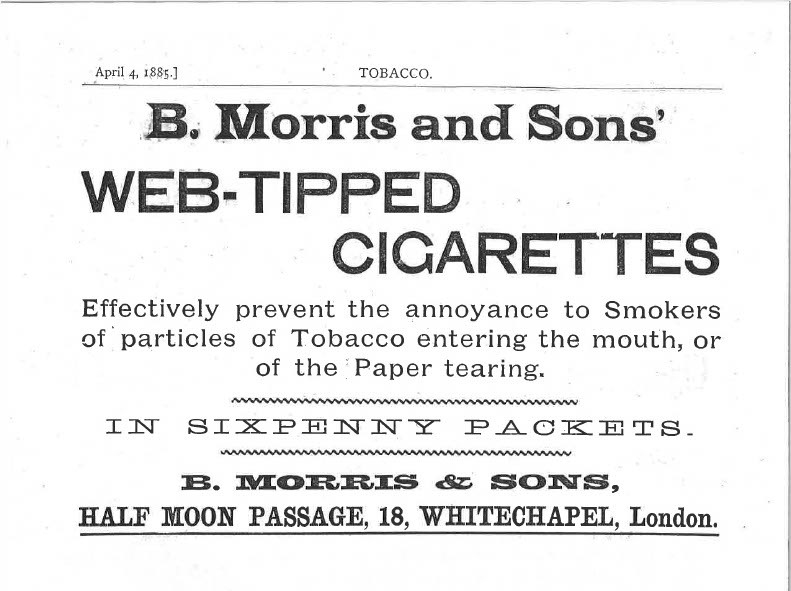 April 4, 1885.] TOBACCO.
B. Morris and Sons'
WEB-TIPPED
CIGARETTES
Effectively prevent the annoyance to Smokers
of particles of Tobacco entering the mouth, or
of the Paper tearing.
IN SIXPENNY PACKETS.
B. MORRIS & SONS,
HALF MOON PASSAGE, 18, WHITECHAPEL, London.